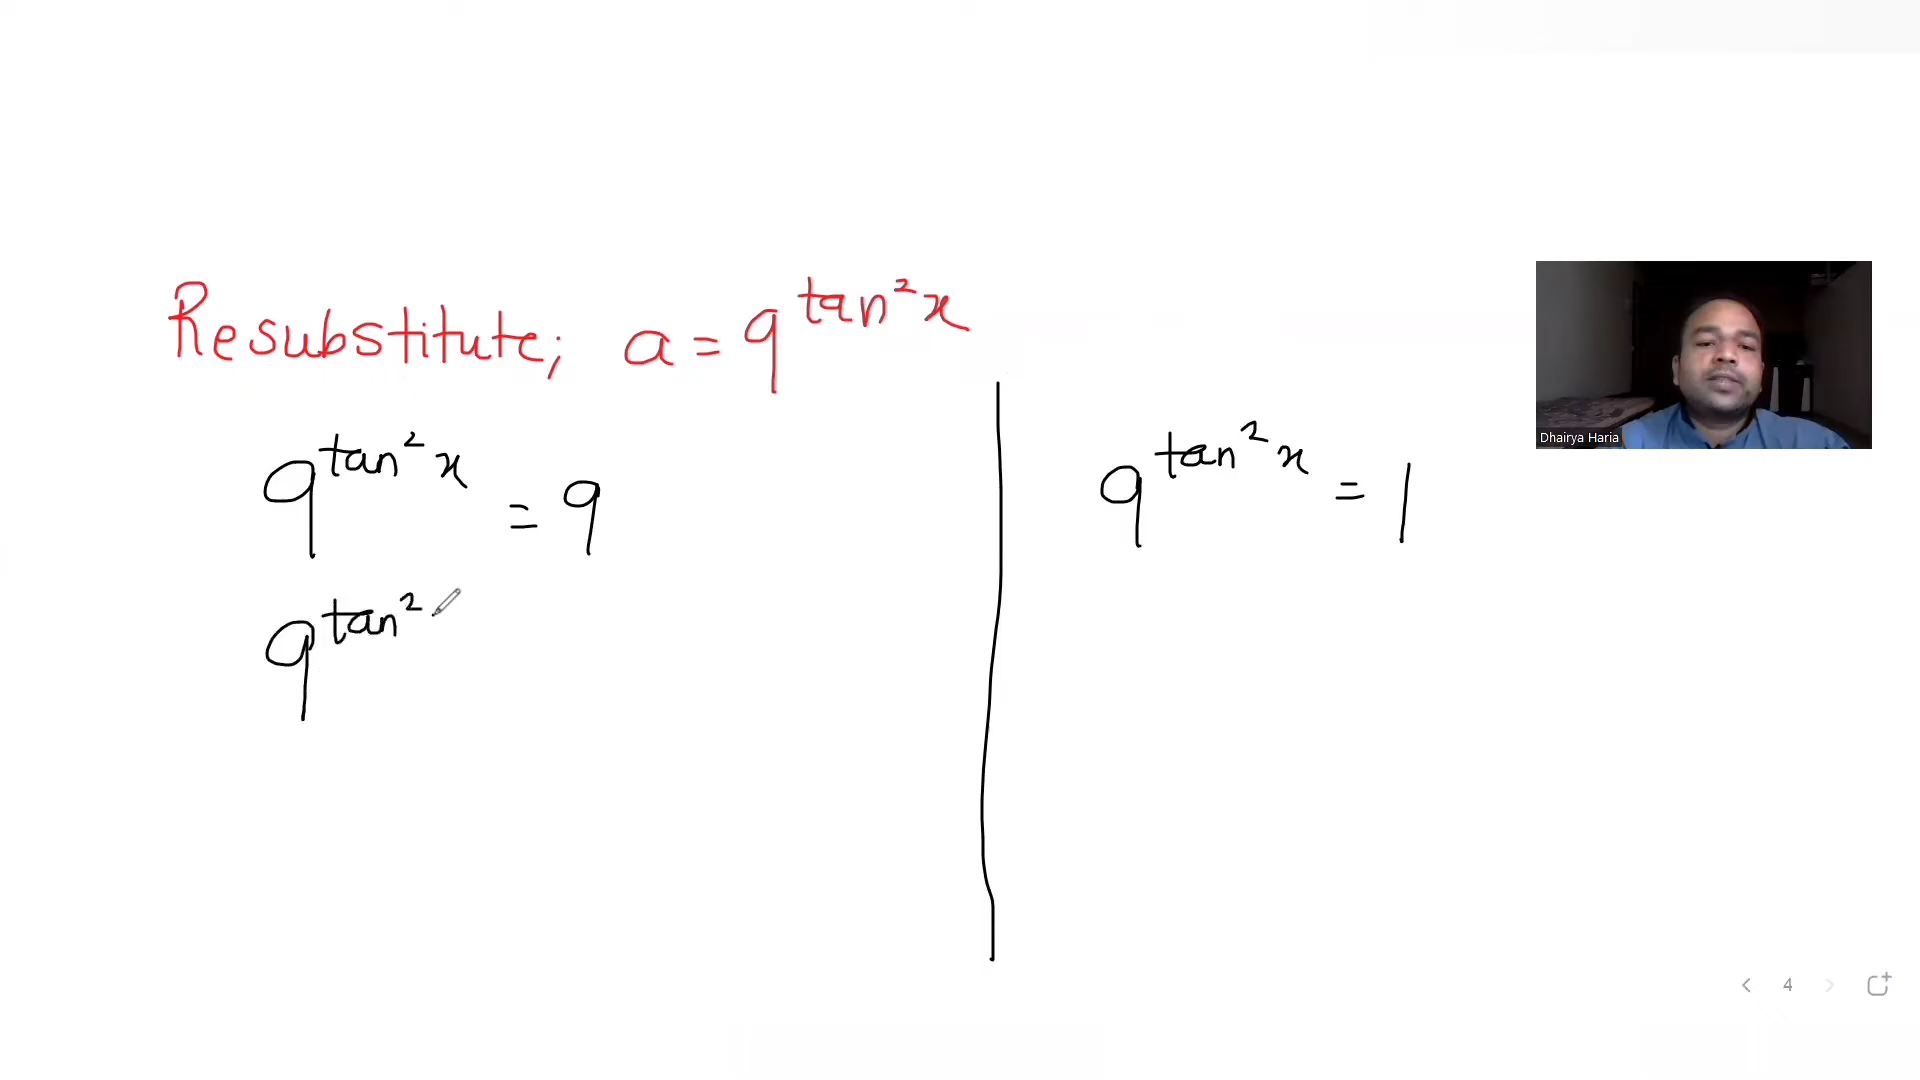 Resubstitute; a = 9^tan²x
9^tan²x = 9
9^tan²
9^tan²x = 1
Dhairya Haria
4